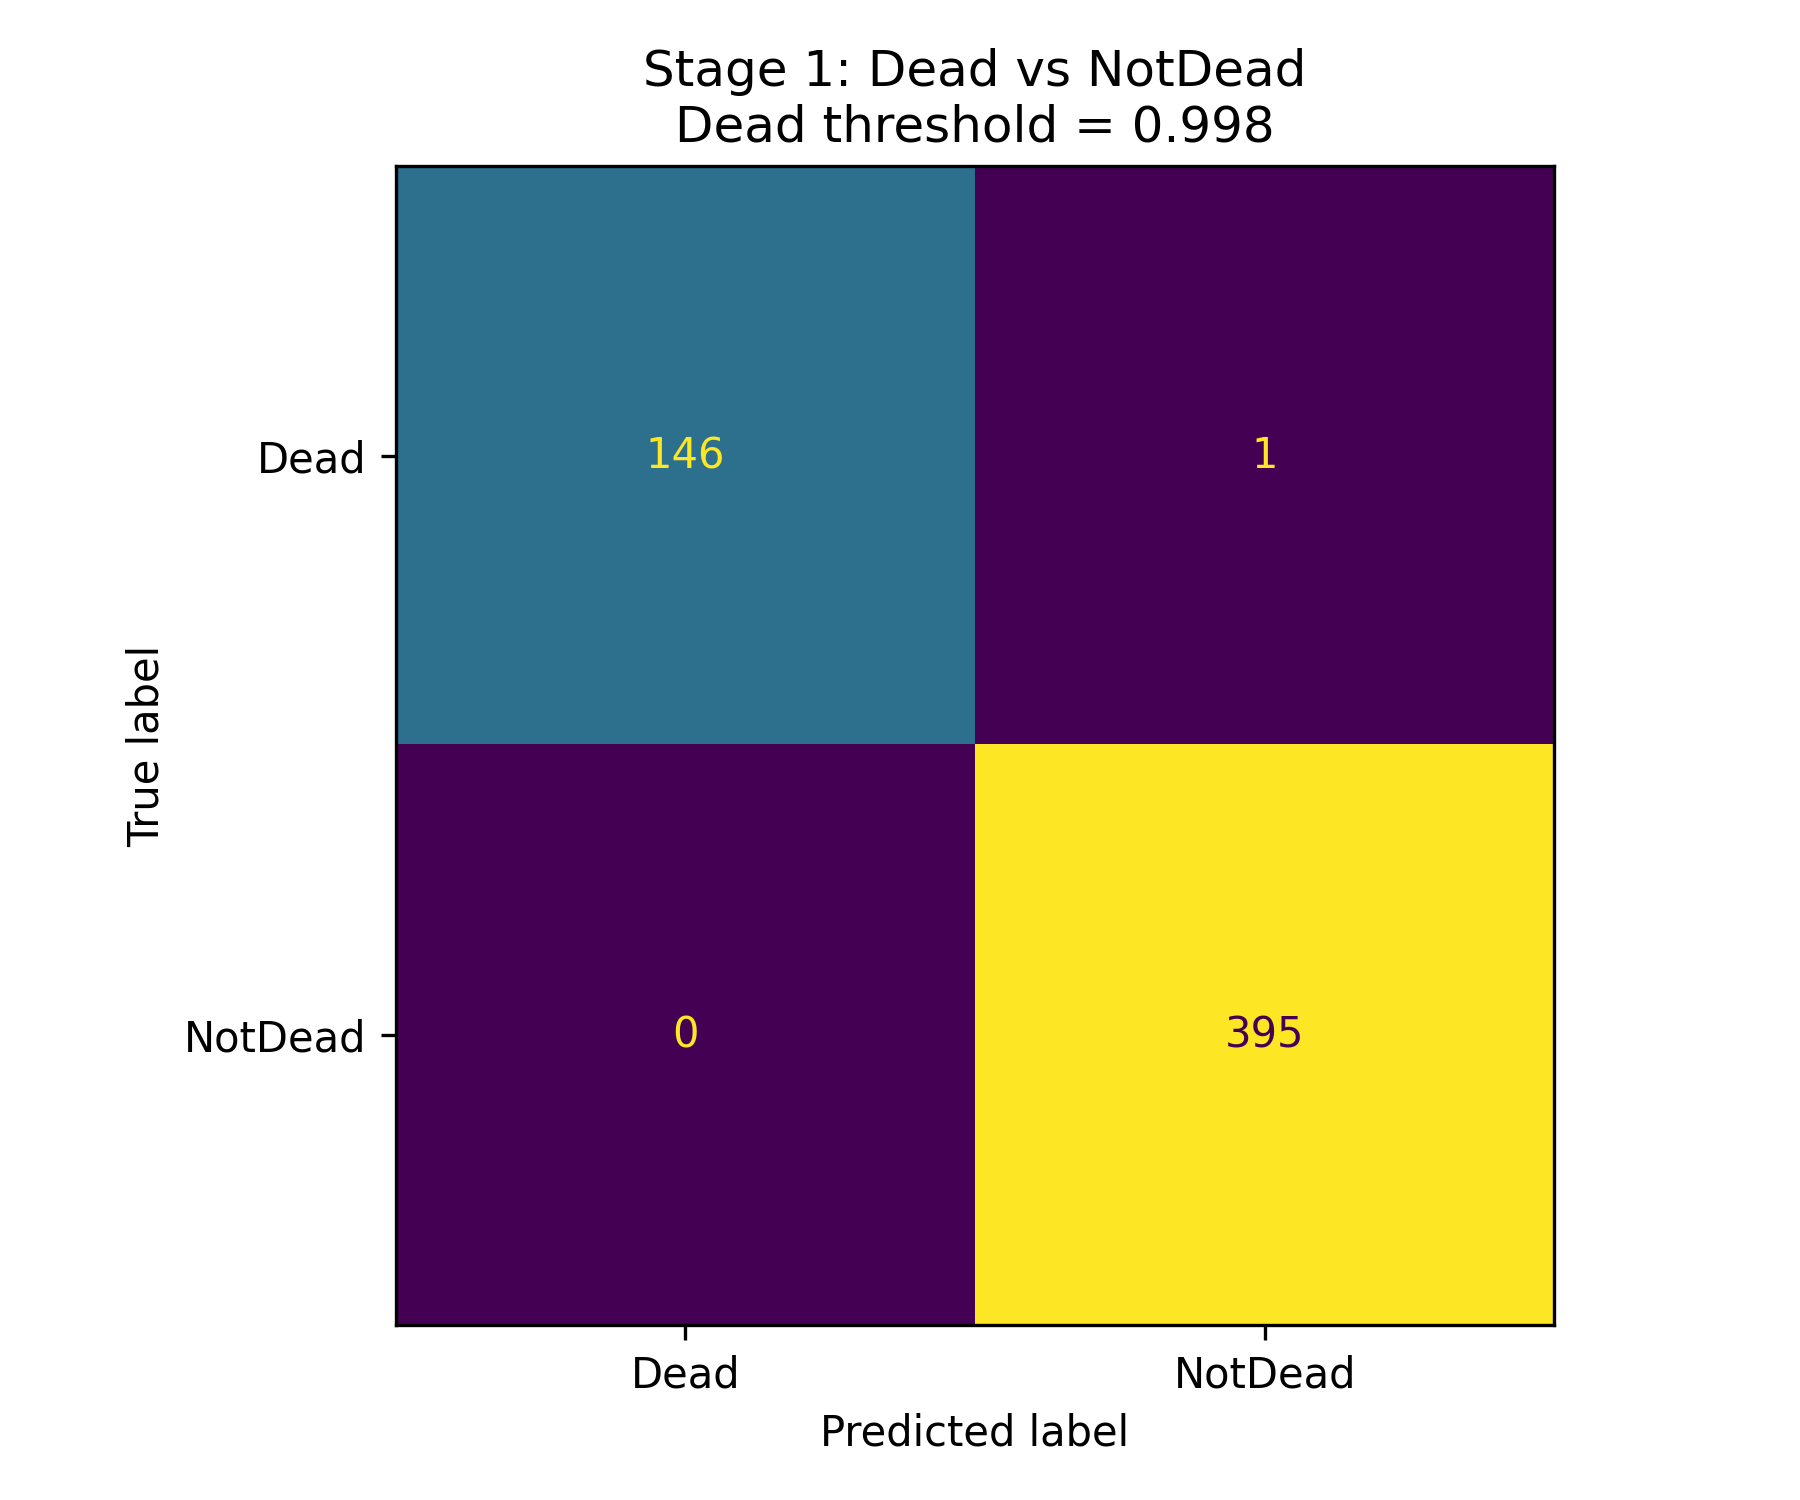 Stage 1: Dead vs NotDead
Dead threshold = 0.998
True label
Dead
146
1
NotDead
0
395
Dead
NotDead
Predicted label